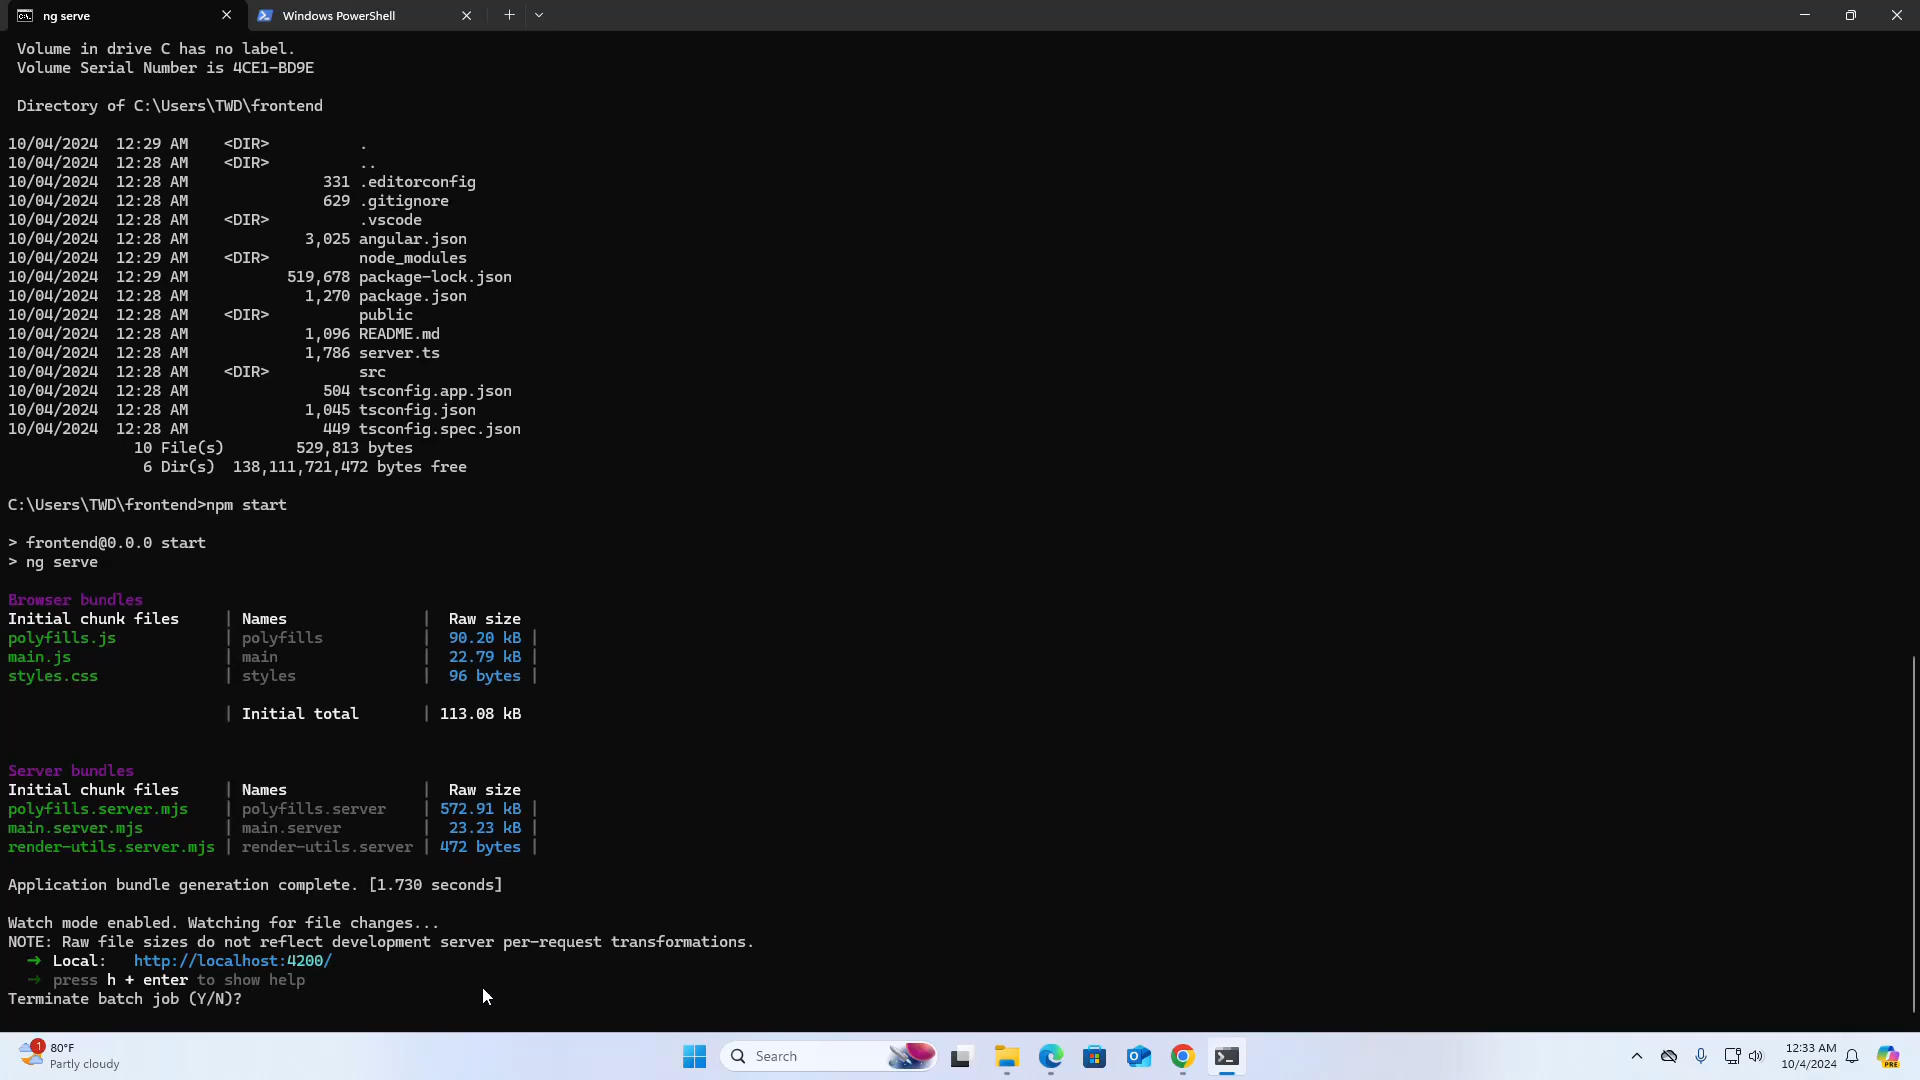 ng serve
Windows PowerShell
Volume in drive C has no label.
Volume Serial Number is 4CE1-BD9E
Directory of C:\Users\TWD\frontend
10/04/2024  12:29 AM    <DIR>          .
10/04/2024  12:28 AM    <DIR>          ..
10/04/2024  12:28 AM               331 .editorconfig
10/04/2024  12:28 AM               629 .gitignore
10/04/2024  12:28 AM    <DIR>          .vscode
10/04/2024  12:28 AM             3,025 angular.json
10/04/2024  12:29 AM    <DIR>          node_modules
10/04/2024  12:29 AM           519,678 package-lock.json
10/04/2024  12:28 AM             1,270 package.json
10/04/2024  12:28 AM    <DIR>          public
10/04/2024  12:28 AM             1,096 README.md
10/04/2024  12:28 AM             1,786 server.ts
10/04/2024  12:28 AM    <DIR>          src
10/04/2024  12:28 AM               504 tsconfig.app.json
10/04/2024  12:28 AM             1,045 tsconfig.json
10/04/2024  12:28 AM               449 tsconfig.spec.json
10 File(s)        529,813 bytes
6 Dir(s)  138,111,721,472 bytes free
C:\Users\TWD\frontend>npm start
> frontend@0.0.0 start
> ng serve
Browser bundles
Initial chunk files     | Names               |  Raw size
polyfills.js            | polyfills           |  90.20 kB |
main.js                 | main                |  22.79 kB |
styles.css              | styles              |  96 bytes |
| Initial total       | 113.08 kB
Server bundles
Initial chunk files     | Names               |  Raw size
polyfills.server.mjs    | polyfills.server    | 572.91 kB |
main.server.mjs         | main.server         |  23.23 kB |
render-utils.server.mjs | render-utils.server | 472 bytes |
Application bundle generation complete. [1.730 seconds]
Watch mode enabled. Watching for file changes...
NOTE: Raw file sizes do not reflect development server per-request transformations.
➜ Local:   http://localhost:4200/
➜ press h + enter to show help
Terminate batch job (Y/N)?
1
80°F
Partly cloudy
Search
12:33 AM
10/4/2024
PRE